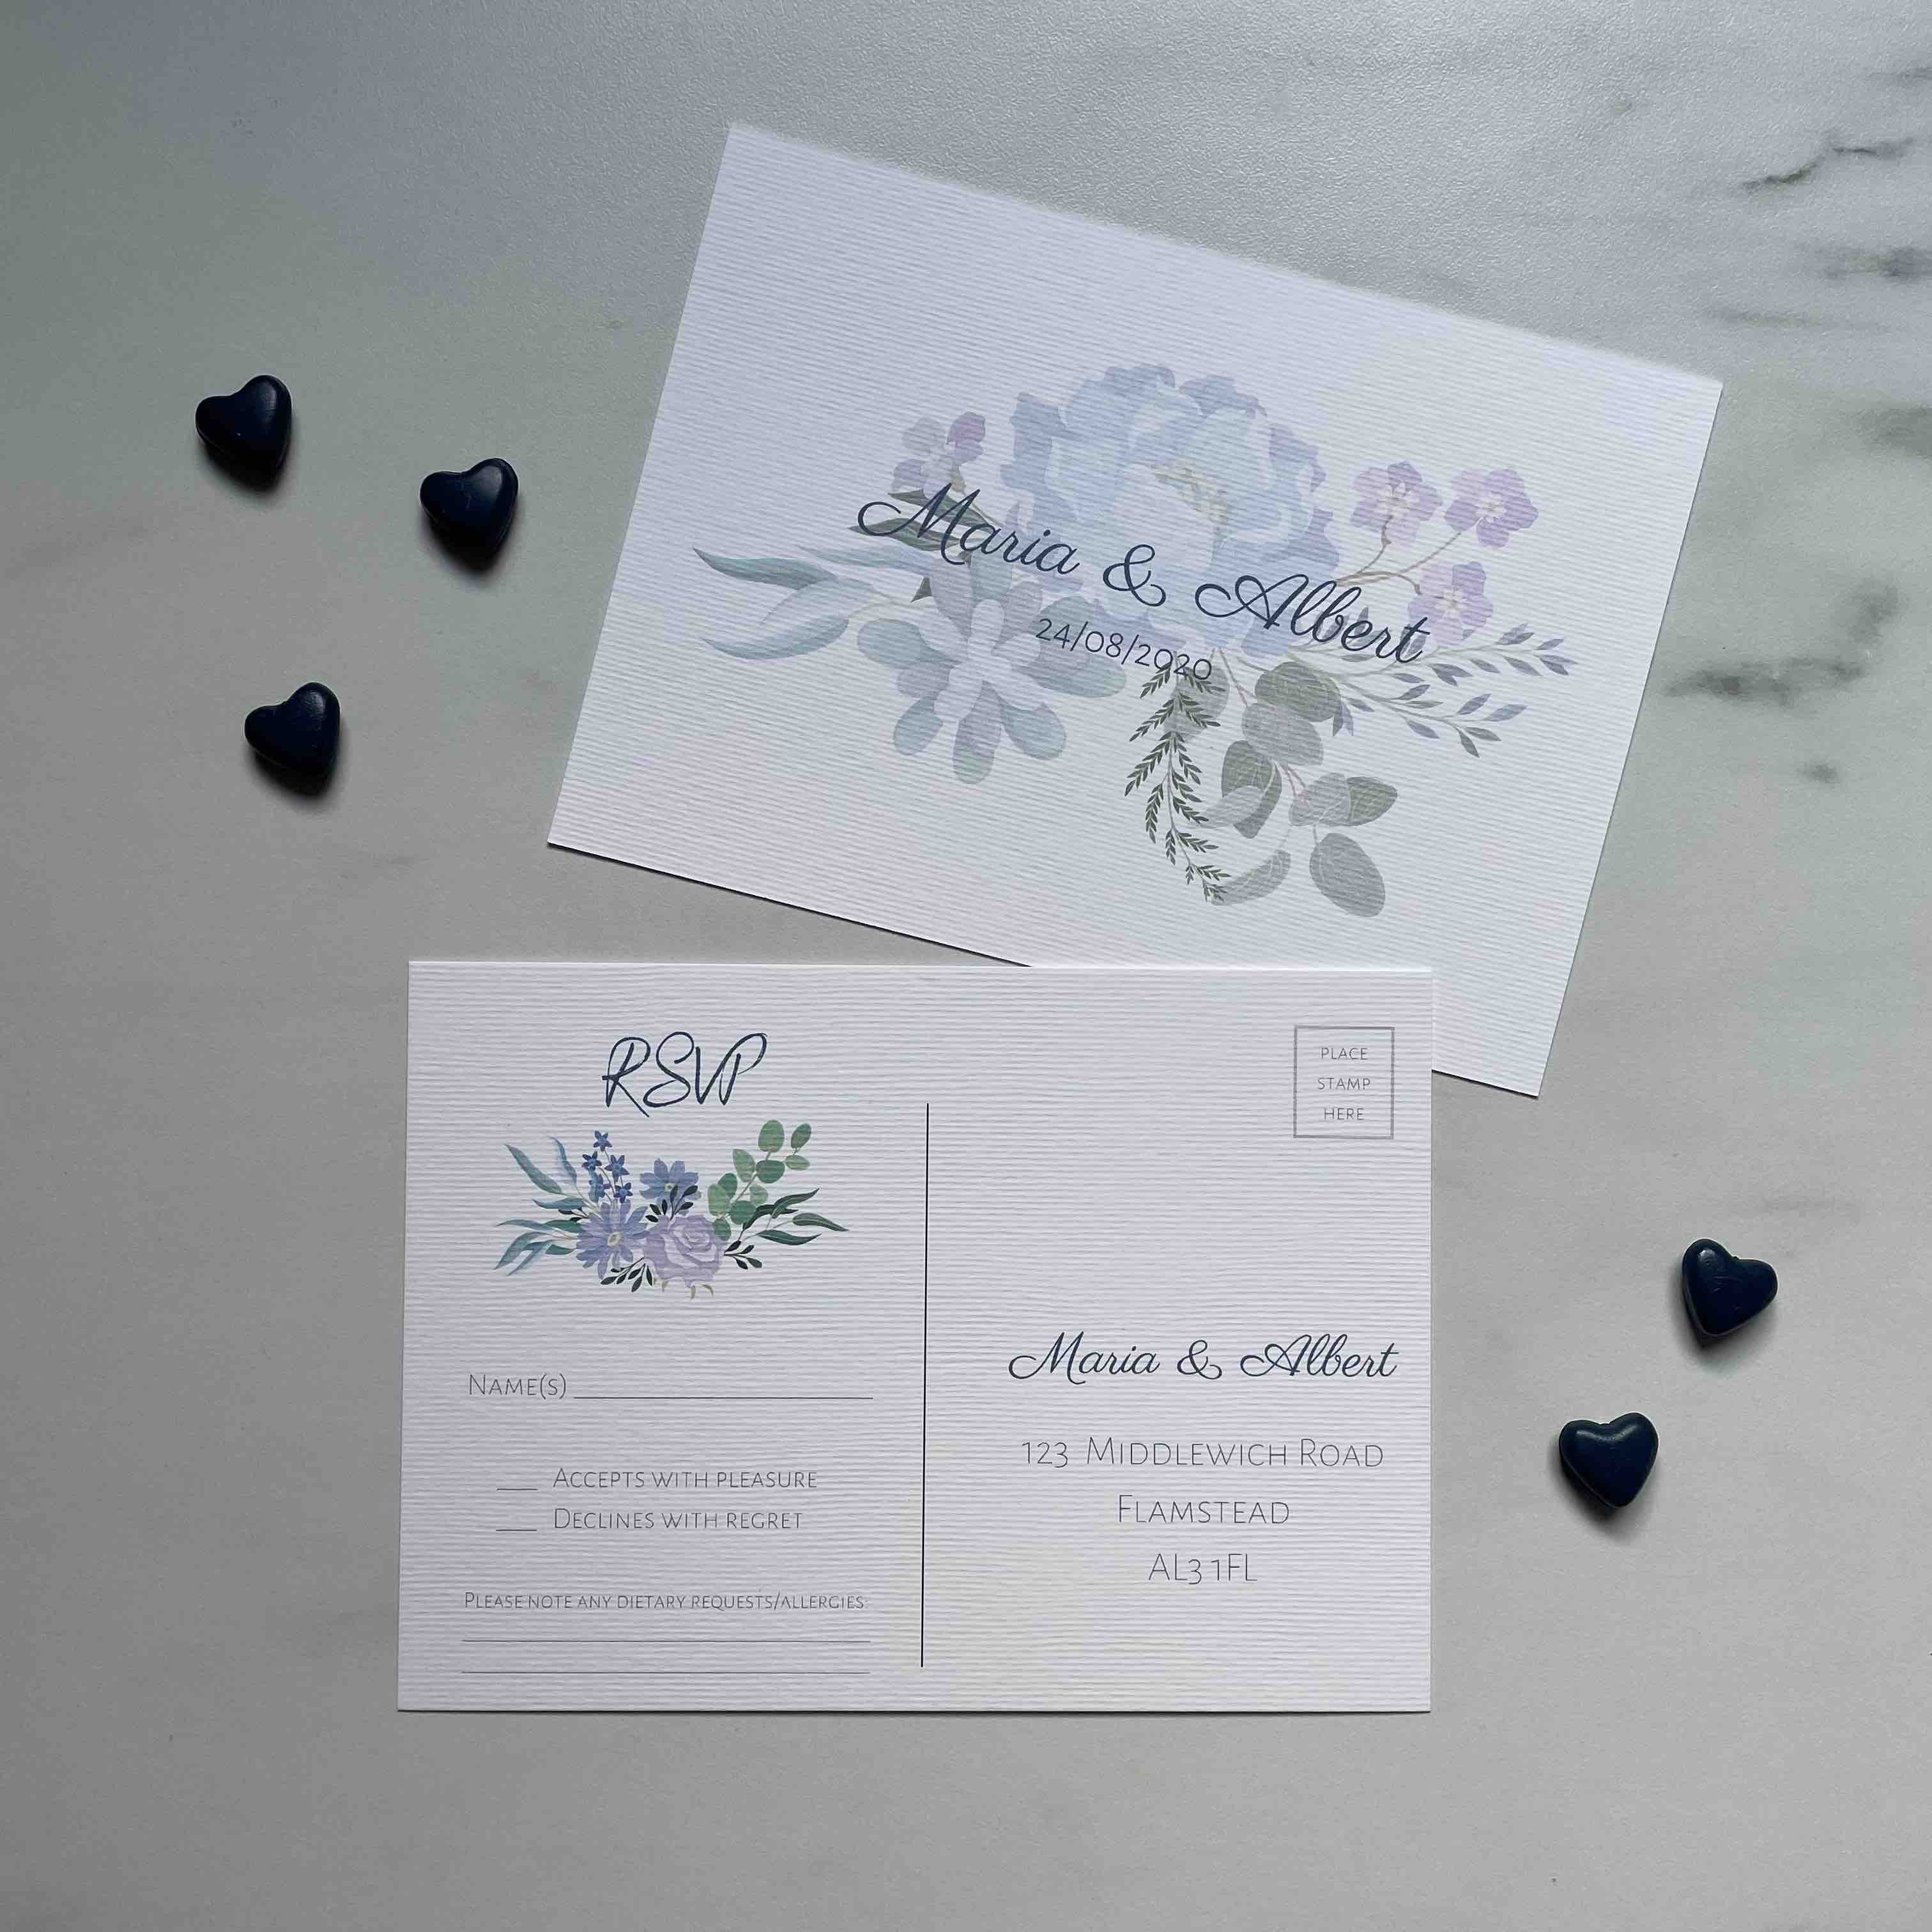 Maria & Albert
24/08/2020
RSVP
Name(s)
Accepts with pleasure
Declines with regret
Please note any dietary requests/allergies
PLACE
STAMP
HERE
Maria & Albert
123 Middlewich Road
Flamstead
AL3 1FL